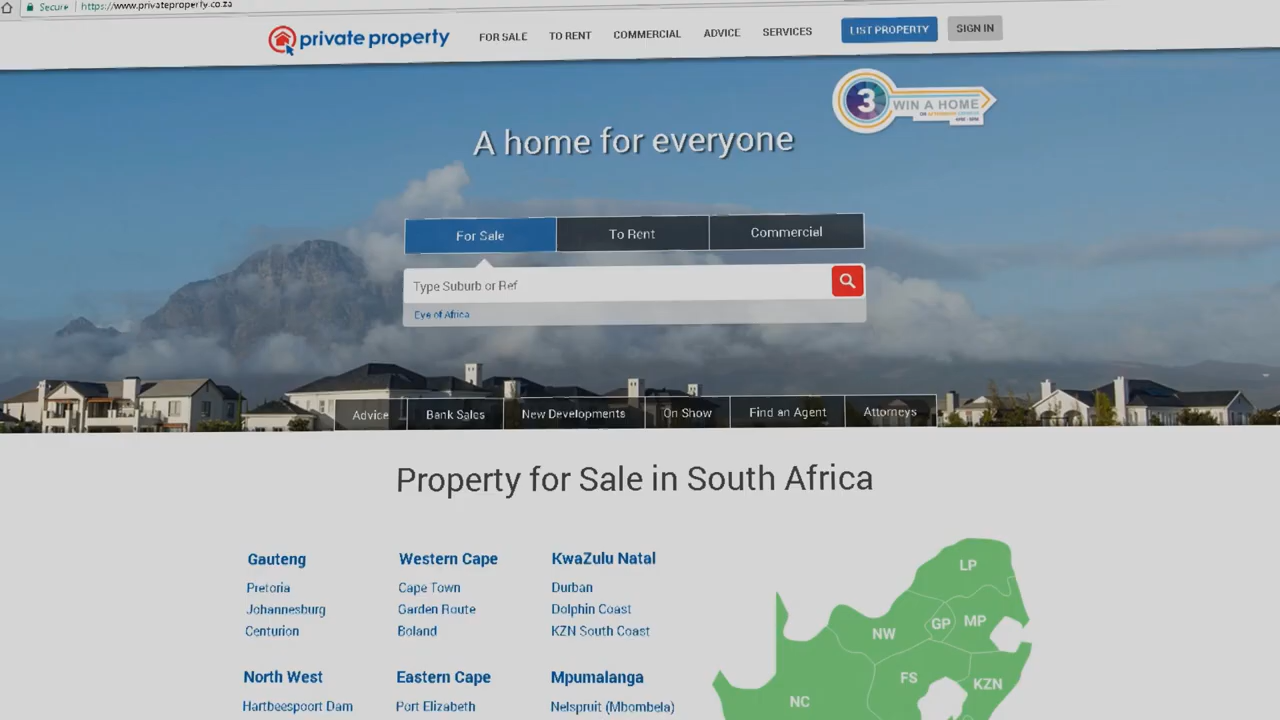 Secure | https://www.privateproperty.co.za
private property
FOR SALE TO RENT COMMERCIAL ADVICE SERVICES LIST PROPERTY SIGN IN
3 WIN A HOME
A home for everyone
For Sale To Rent Commercial
Type Suburb or Ref
Eye of Africa
Advice Bank Sales New Developments On Show Find an Agent Attorneys
Property for Sale in South Africa
Gauteng Western Cape KwaZulu Natal
Pretoria Cape Town Durban
Johannesburg Garden Route Dolphin Coast
Centurion Boland KZN South Coast
North West Eastern Cape Mpumalanga
Hartbeespoort Dam Port Elizabeth Nelspruit (Mbombela)
LP
NW GP MP
FS KZN
NC